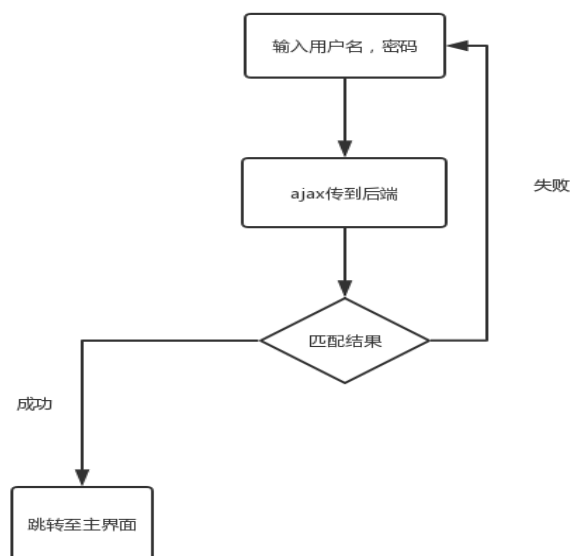 输入用户名，密码
ajax传到后端
失败
匹配结果
成功
跳转至主界面